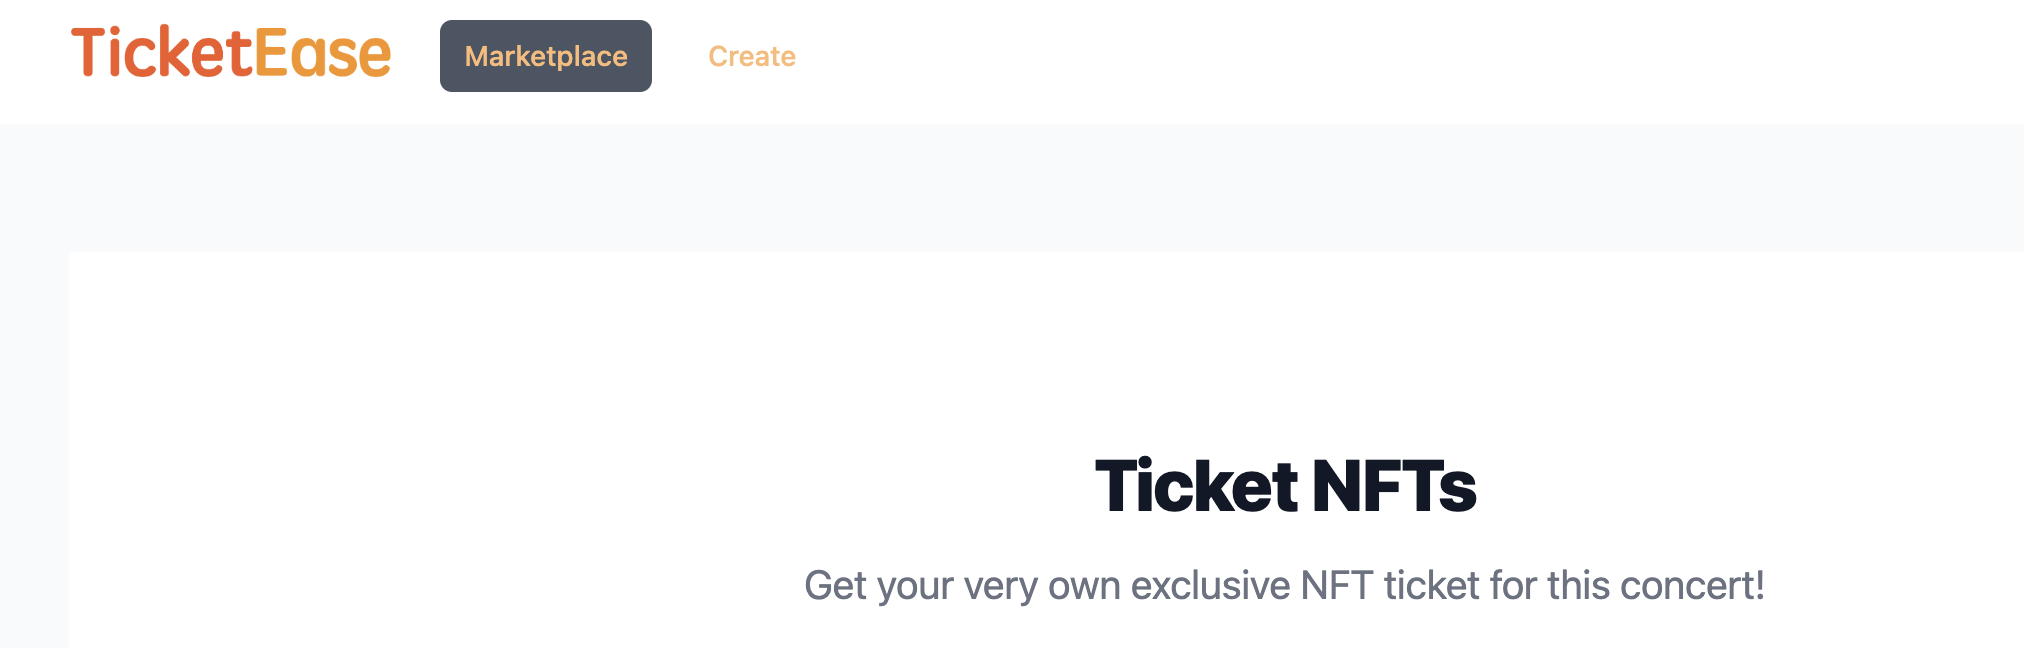 TicketEase Marketplace Create
Ticket NFTs
Get your very own exclusive NFT ticket for this concert!